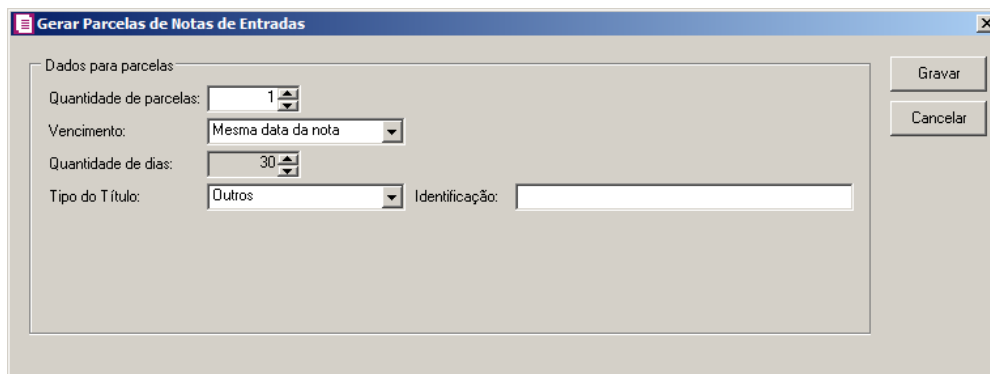 Gerar Parcelas de Notas de Entradas
Dados para parcelas
Gravar
Quantidade de parcelas: 1
Cancelar
Vencimento: Mesma data da nota
Quantidade de dias: 30
Tipo do Título: Outros Identificação: